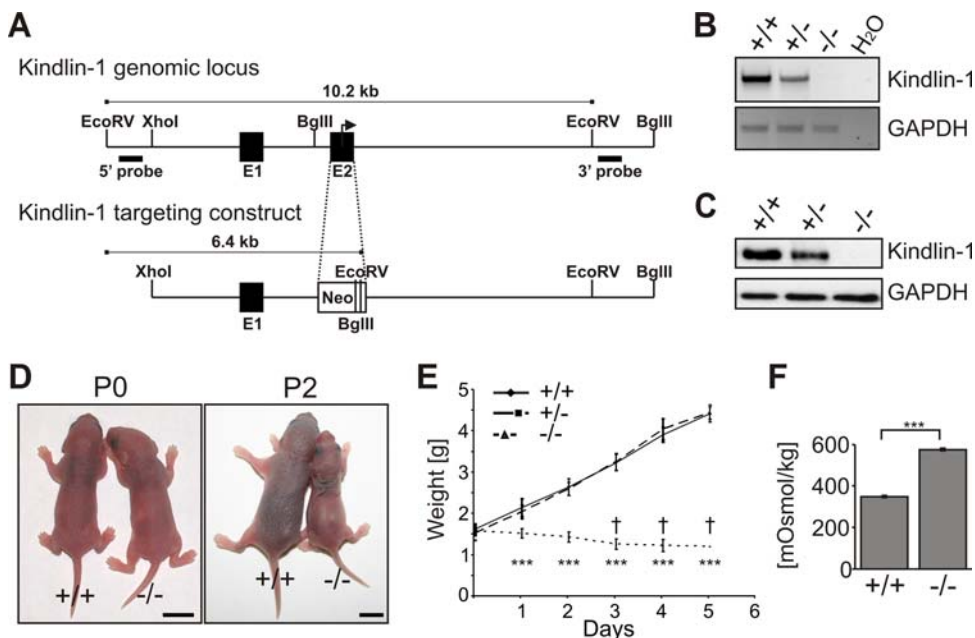 A
Kindlin-1 genomic locus
10.2 kb
EcoRV XhoI BglII EcoRV BglII
5' probe E1 E2 3' probe
Kindlin-1 targeting construct
6.4 kb
XhoI EcoRV EcoRV BglII
Neo
E1 BglII
B
+/+ +/- -/- H₂O
Kindlin-1
GAPDH
C
+/+ +/- -/-
Kindlin-1
GAPDH
D
P0 P2
+/+ -/- +/+ -/-
E
+/+
+/-
-/-
Weight [g]
5
4
3
2
1
0
† † †
*** *** *** *** ***
1 2 3 4 5 6
Days
F
***
[mOsmol/kg]
600
400
200
0
+/+ -/-